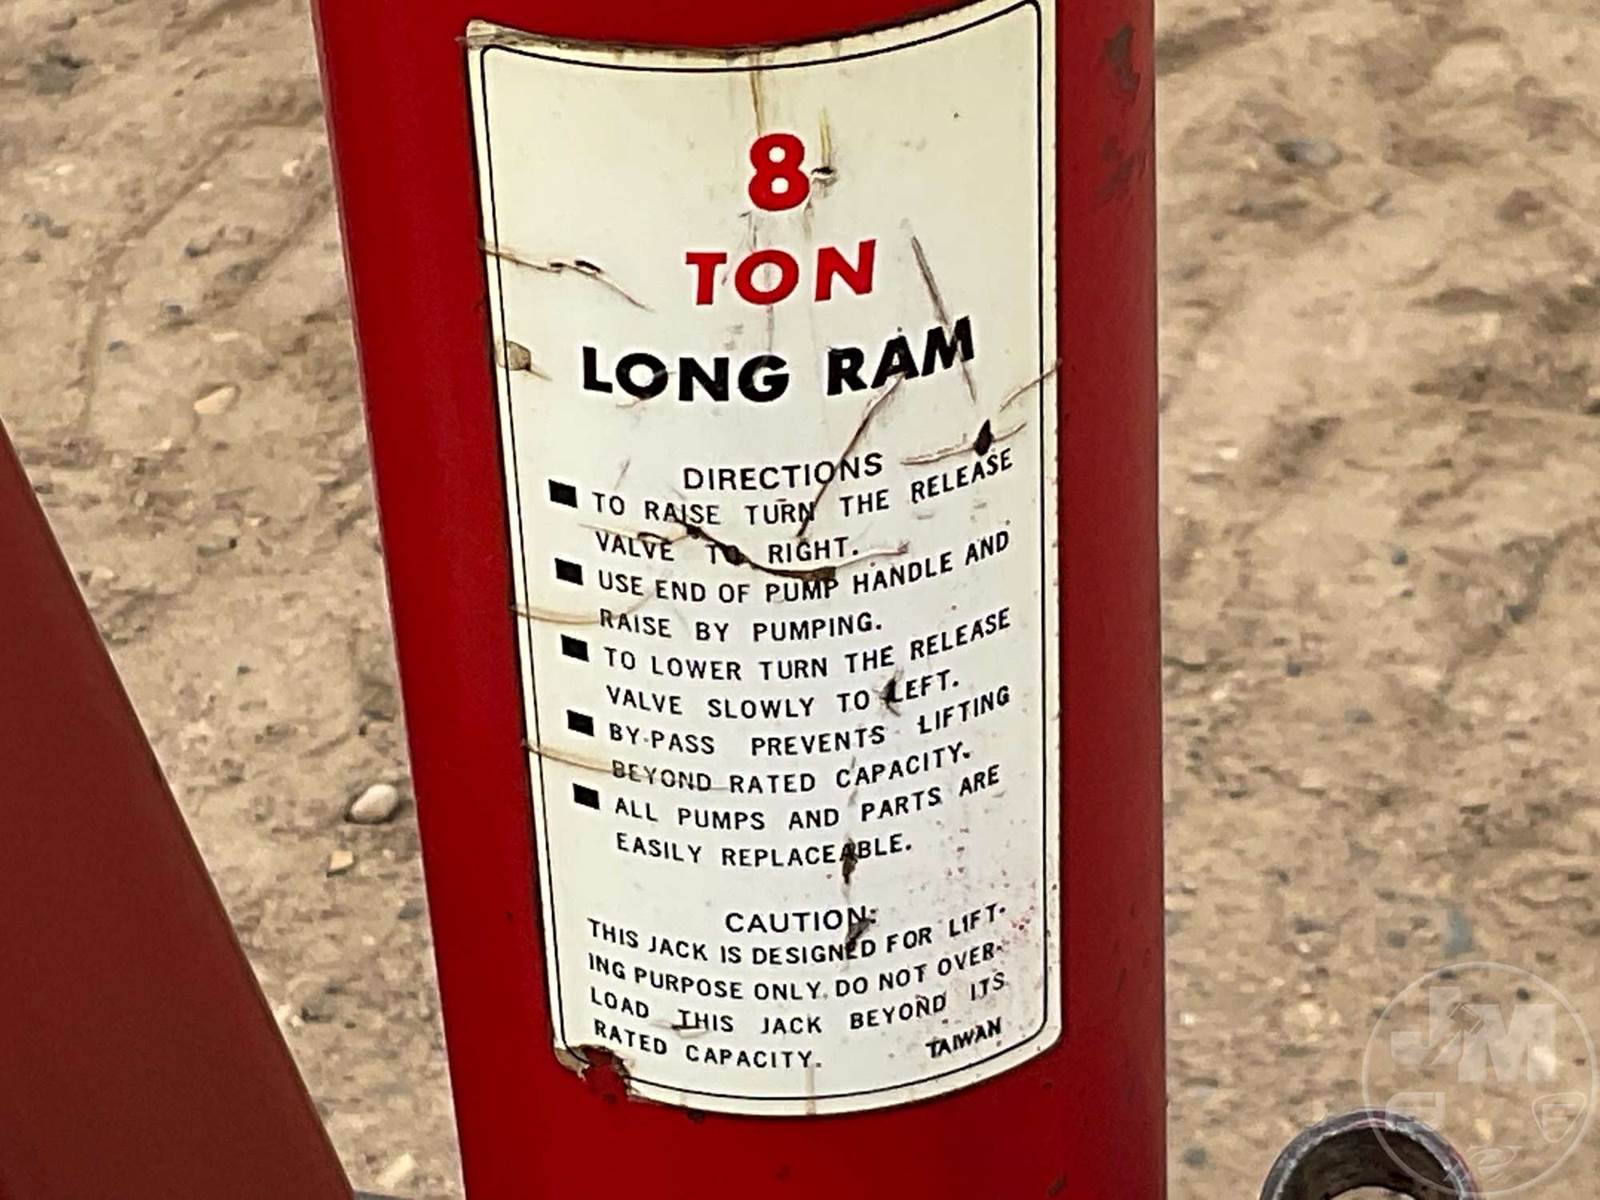 8
TON
LONG RAM
DIRECTIONS
■ TO RAISE TURN THE RELEASE
VALVE TO RIGHT.
■ USE END OF PUMP HANDLE AND
RAISE BY PUMPING.
■ TO LOWER TURN THE RELEASE
VALVE SLOWLY TO LEFT.
■ BY-PASS PREVENTS LIFTING
BEYOND RATED CAPACITY.
■ ALL PUMPS AND PARTS ARE
EASILY REPLACEABLE.
CAUTION:
THIS JACK IS DESIGNED FOR LIFT-
ING PURPOSE ONLY. DO NOT OVER-
LOAD THIS JACK BEYOND ITS
RATED CAPACITY.
TAIWAN
JM